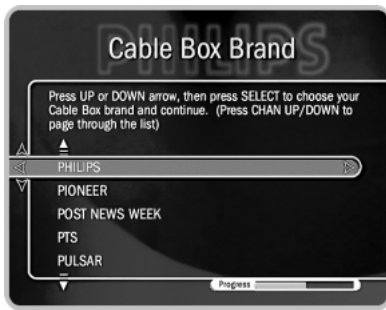 PHILIPS
Cable Box Brand
Press UP or DOWN arrow, then press SELECT to choose your
Cable Box brand and continue. (Press CHAN UP/DOWN to
page through the list)
PHILIPS
PIONEER
POST NEWS WEEK
PTS
PULSAR
Progress